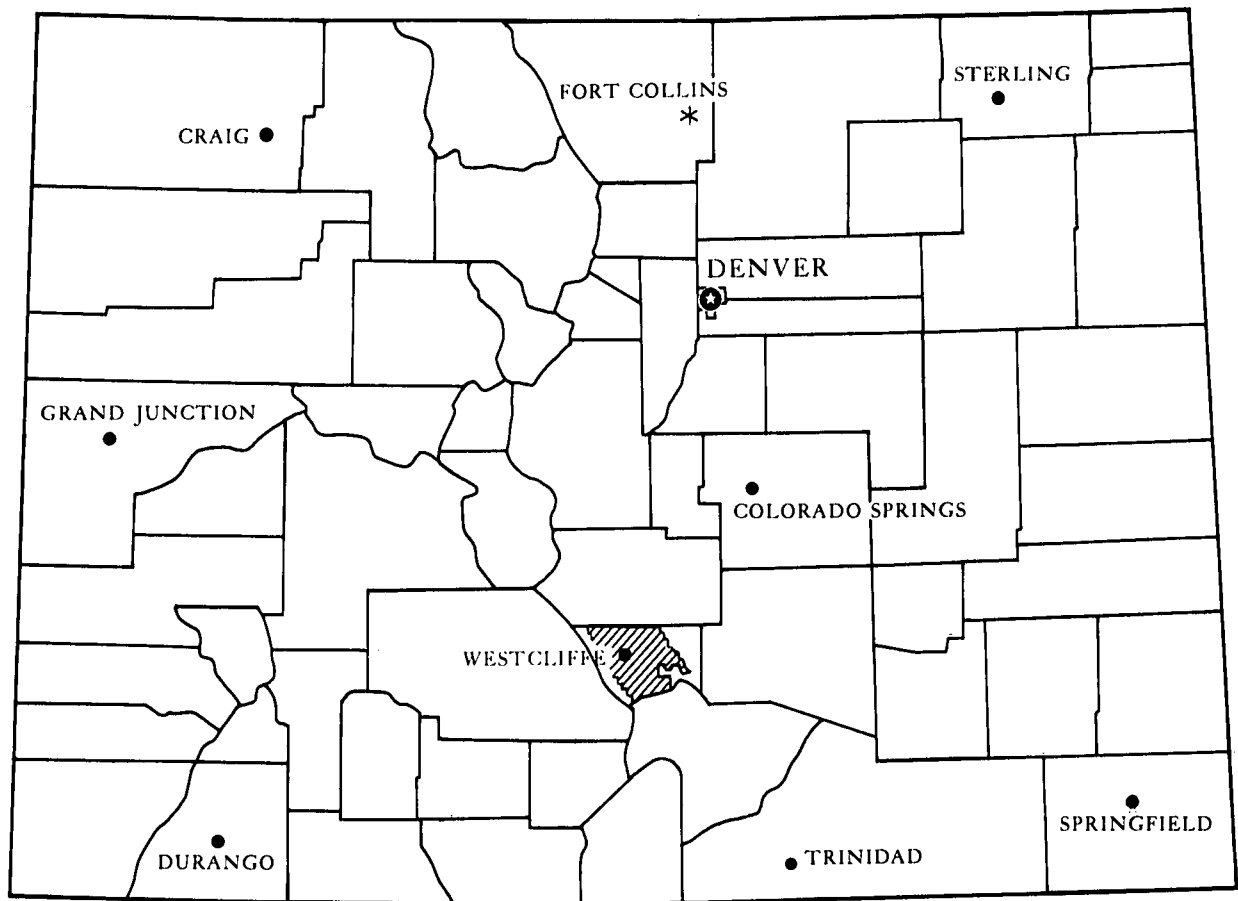 STERLING
FORT COLLINS
CRAIG
DENVER
GRAND JUNCTION
COLORADO SPRINGS
WESTCLIFFE
SPRINGFIELD
DURANGO
TRINIDAD